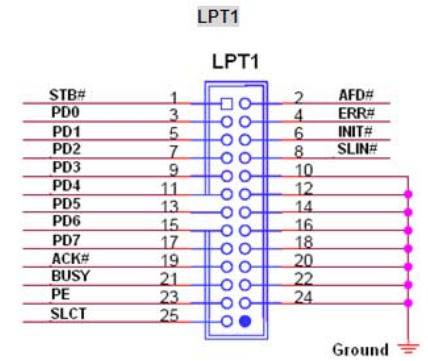 LPT1
LPT1
STB# 1 2 AFD#
PD0 3 4 ERR#
PD1 5 6 INIT#
PD2 7 8 SLIN#
PD3 9 10
PD4 11 12
PD5 13 14
PD6 15 16
PD7 17 18
ACK# 19 20
BUSY 21 22
PE 23 24
SLCT 25
Ground